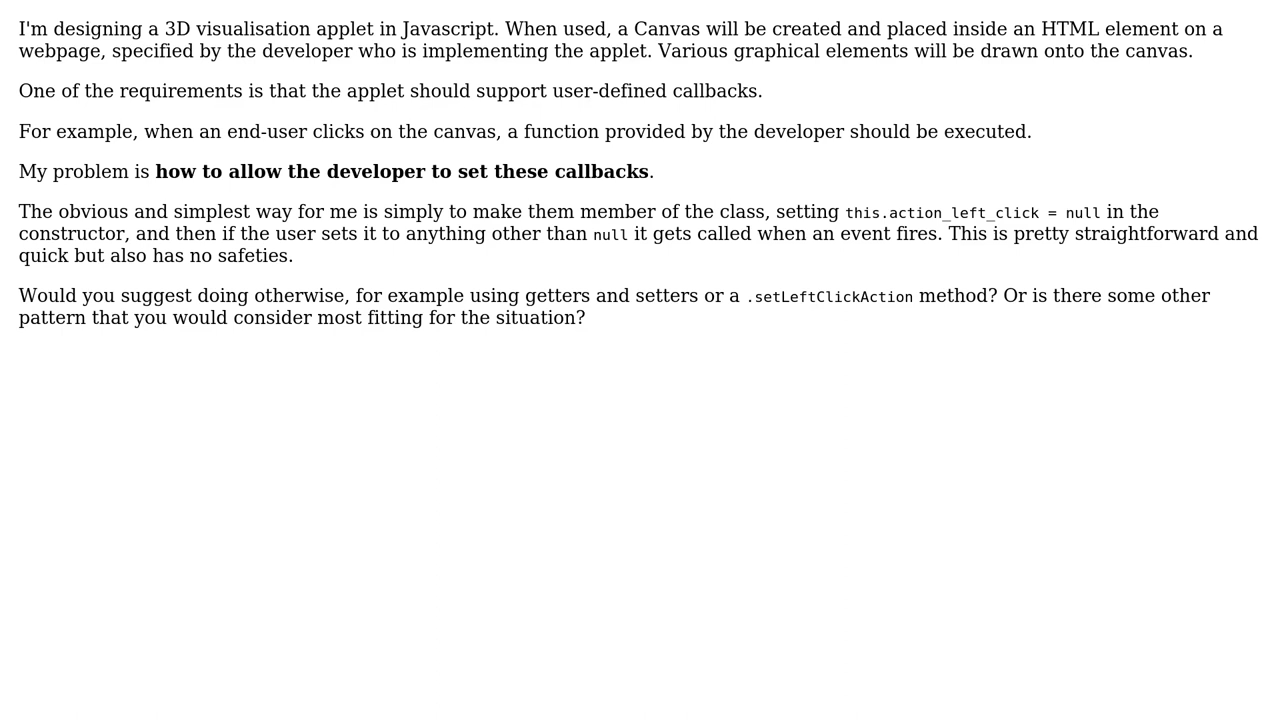 I'm designing a 3D visualisation applet in Javascript. When used, a Canvas will be created and placed inside an HTML element on a
webpage, specified by the developer who is implementing the applet. Various graphical elements will be drawn onto the canvas.
One of the requirements is that the applet should support user-defined callbacks.
For example, when an end-user clicks on the canvas, a function provided by the developer should be executed.
My problem is how to allow the developer to set these callbacks.
The obvious and simplest way for me is simply to make them member of the class, setting this.action_left_click = null in the
constructor, and then if the user sets it to anything other than null it gets called when an event fires. This is pretty straightforward and
quick but also has no safeties.
Would you suggest doing otherwise, for example using getters and setters or a .setLeftClickAction method? Or is there some other
pattern that you would consider most fitting for the situation?